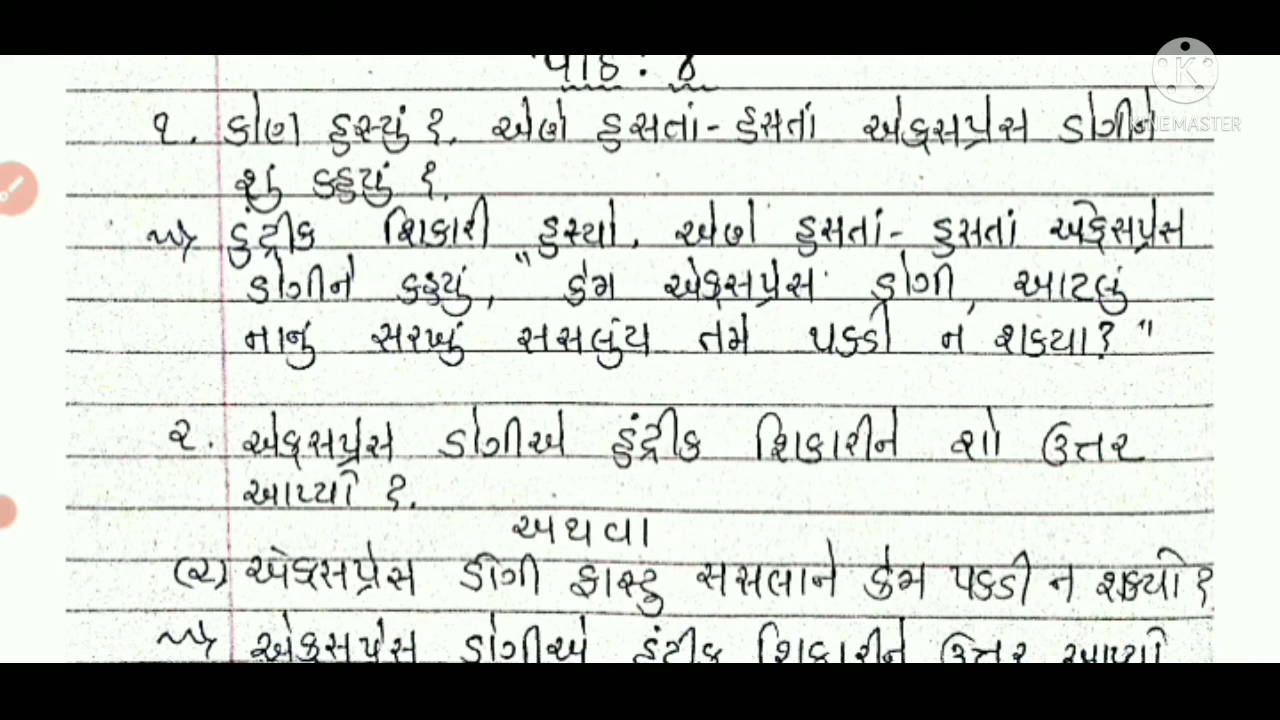 પાઠ : ૪
KINEMASTER
૧. કોણ હસ્યું ?. એણે હસતાં-હસતાં એક્સપ્રેસ ડોગીને
શું કહ્યું ?.
હંટ્રીક શિકારી હસ્યો. એણે હસતાં-હસતાં એક્સપ્રેસ
ડોગીને કહ્યું, "કેમ એક્સપ્રેસ ડોગી, આટલું
નાનું સરખું સસલુંય તમે પકડી ન શક્યા?"
૨. એક્સપ્રેસ ડોગીએ હંટ્રીક શિકારીને શો ઉત્તર
આપ્યો ?.
અથવા
(૨) એક્સપ્રેસ ડોગી ફાસ્ટુ સસલાને કેમ પકડી ન શક્યો ?
એક્સપ્રેસ ડોગીએ હંટ્રીક શિકારીને ઉત્તર આપ્યો